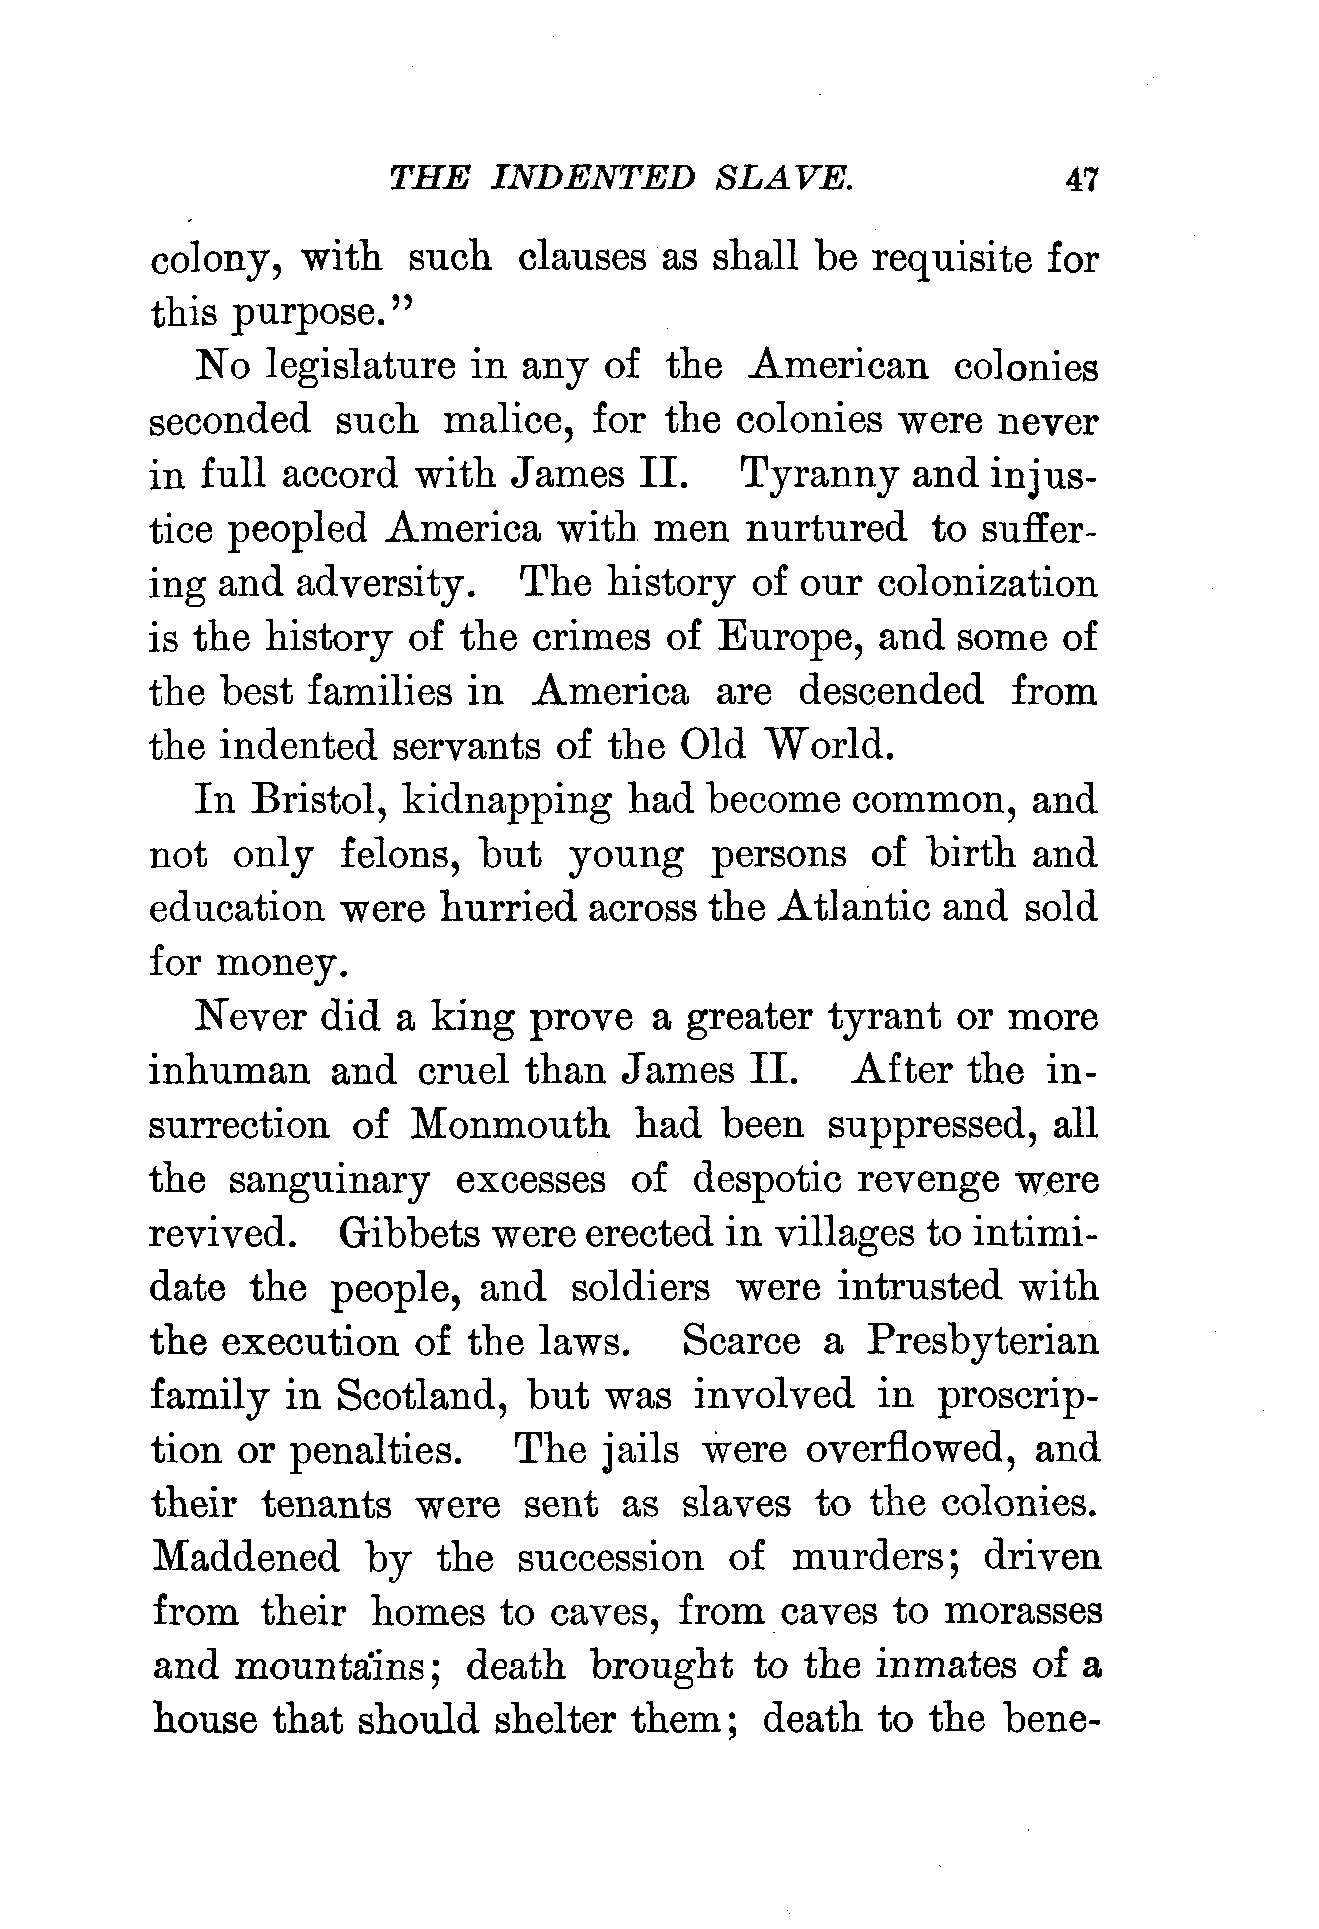 THE INDENTED SLAVE. 47
colony, with such clauses as shall be requisite for
this purpose."
No legislature in any of the American colonies
seconded such malice, for the colonies were never
in full accord with James II. Tyranny and injus-
tice peopled America with men nurtured to suffer-
ing and adversity. The history of our colonization
is the history of the crimes of Europe, and some of
the best families in America are descended from
the indented servants of the Old World.
In Bristol, kidnapping had become common, and
not only felons, but young persons of birth and
education were hurried across the Atlantic and sold
for money.
Never did a king prove a greater tyrant or more
inhuman and cruel than James II. After the in-
surrection of Monmouth had been suppressed, all
the sanguinary excesses of despotic revenge were
revived. Gibbets were erected in villages to intimi-
date the people, and soldiers were intrusted with
the execution of the laws. Scarce a Presbyterian
family in Scotland, but was involved in proscrip-
tion or penalties. The jails were overflowed, and
their tenants were sent as slaves to the colonies.
Maddened by the succession of murders; driven
from their homes to caves, from caves to morasses
and mountains; death brought to the inmates of a
house that should shelter them; death to the bene-